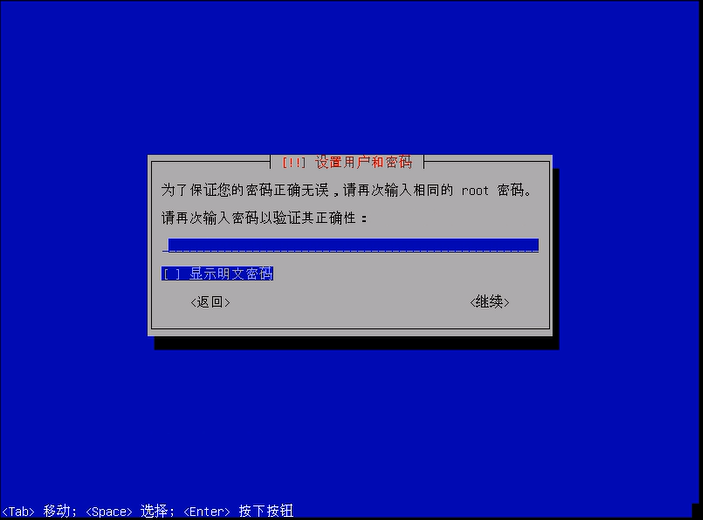 [!!] 设置用户和密码
为了保证您的密码正确无误，请再次输入相同的 root 密码。
请再次输入密码以验证其正确性：
[ ] 显示明文密码
<返回> <继续>
<Tab> 移动; <Space> 选择; <Enter> 按下按钮